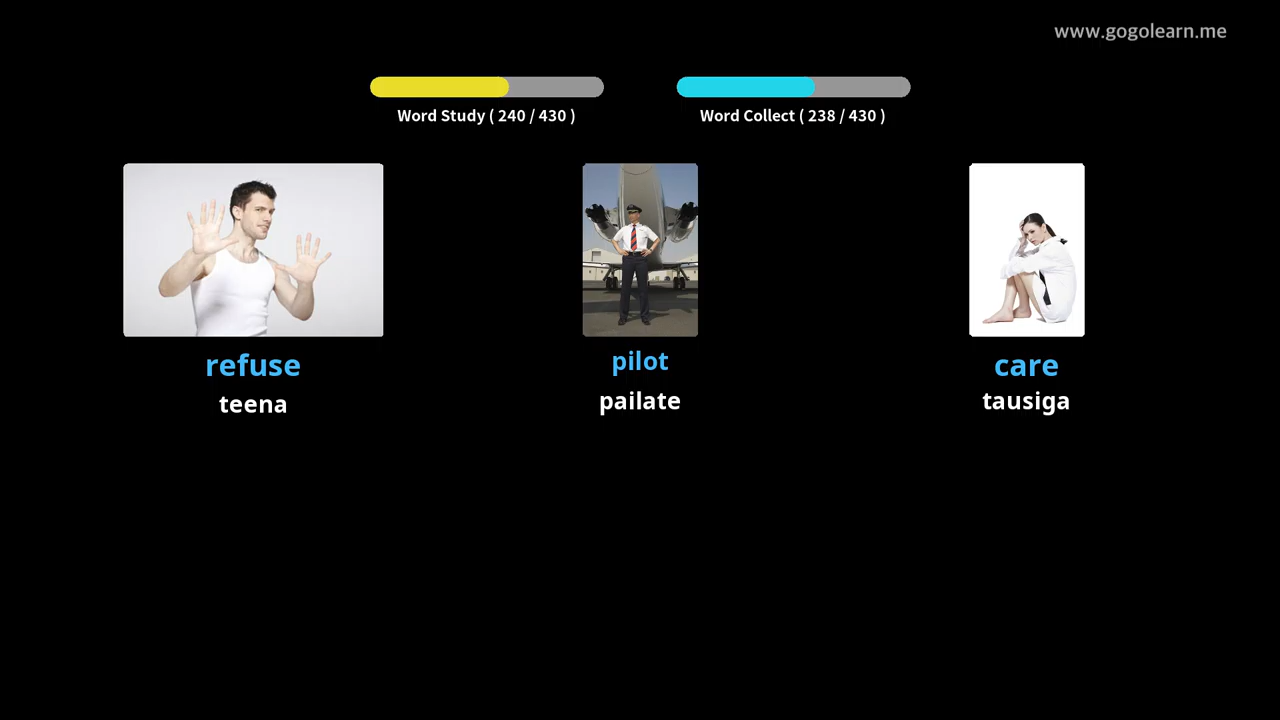 www.gogolearn.me
Word Study ( 240 / 430 )
Word Collect ( 238 / 430 )
refuse
teena
pilot
pailate
care
tausiga